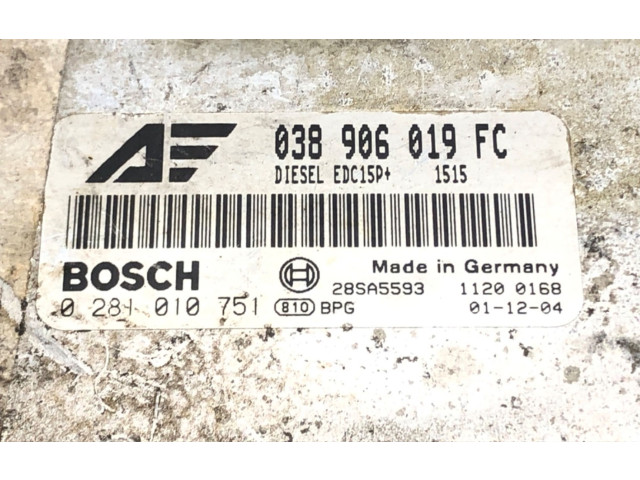 AF 038 906 019 FC
DIESEL EDC15P+ 1515
BOSCH Made in Germany
28SA5593 1120 0168
0 281 010 751 810 BPG 01-12-04